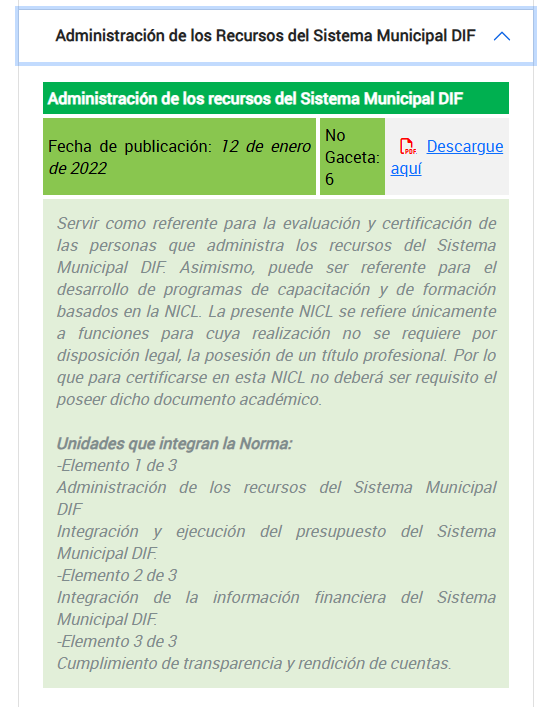 Administración de los Recursos del Sistema Municipal DIF
Administración de los recursos del Sistema Municipal DIF
Fecha de publicación: 12 de enero
de 2022
No
Gaceta:
6
PDF Descargue
aquí
Servir como referente para la evaluación y certificación de
las personas que administra los recursos del Sistema
Municipal DIF. Asimismo, puede ser referente para el
desarrollo de programas de capacitación y de formación
basados en la NICL. La presente NICL se refiere únicamente
a funciones para cuya realización no se requiere por
disposición legal, la posesión de un título profesional. Por lo
que para certificarse en esta NICL no deberá ser requisito el
poseer dicho documento académico.
Unidades que integran la Norma:
-Elemento 1 de 3
Administración de los recursos del Sistema Municipal
DIF
Integración y ejecución del presupuesto del Sistema
Municipal DIF.
-Elemento 2 de 3
Integración de la información financiera del Sistema
Municipal DIF.
-Elemento 3 de 3
Cumplimiento de transparencia y rendición de cuentas.